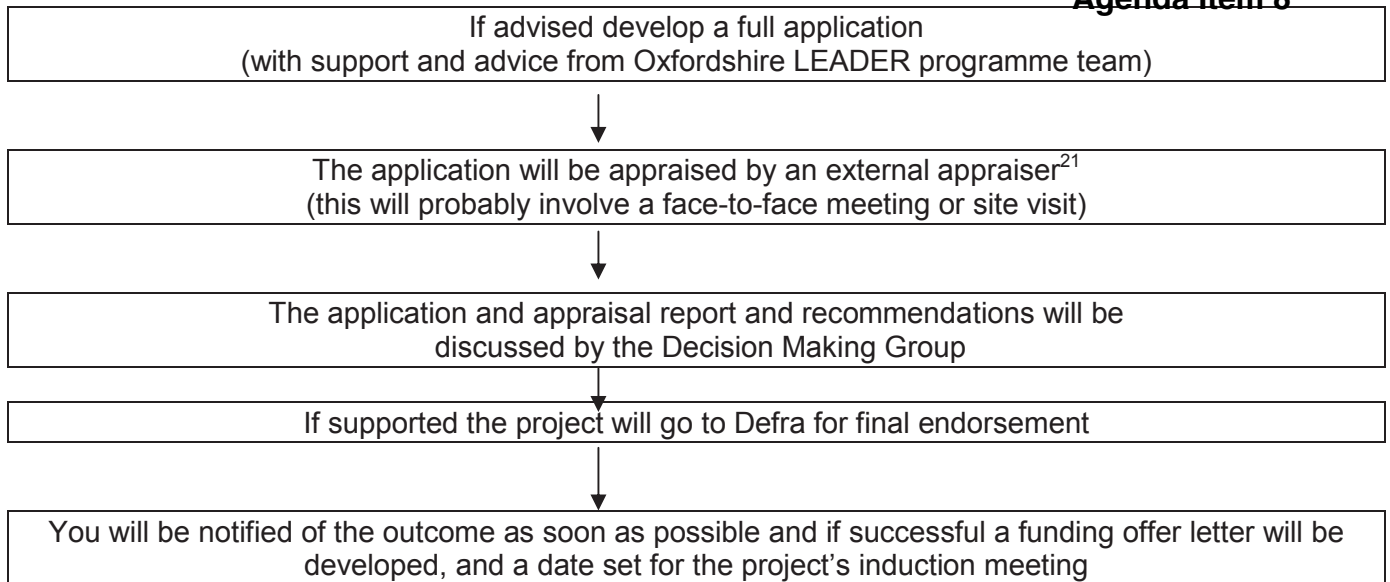 Agenda Item 8
If advised develop a full application
(with support and advice from Oxfordshire LEADER programme team)
The application will be appraised by an external appraiser21
(this will probably involve a face-to-face meeting or site visit)
The application and appraisal report and recommendations will be
discussed by the Decision Making Group
If supported the project will go to Defra for final endorsement
You will be notified of the outcome as soon as possible and if successful a funding offer letter will be
developed, and a date set for the project's induction meeting